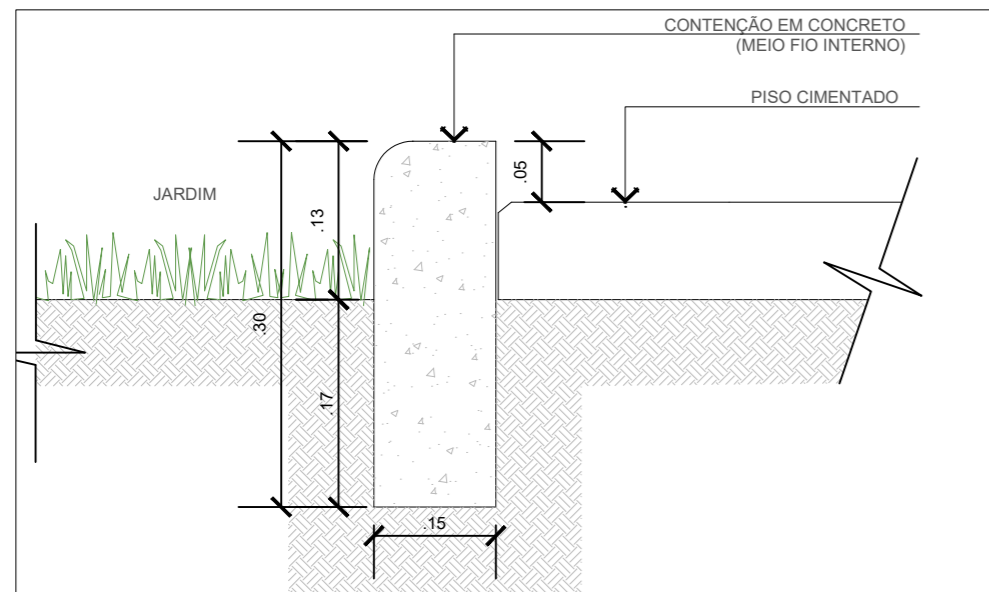 CONTENÇÃO EM CONCRETO
(MEIO FIO INTERNO)
PISO CIMENTADO
.05
JARDIM
.13
.30
.17
.15